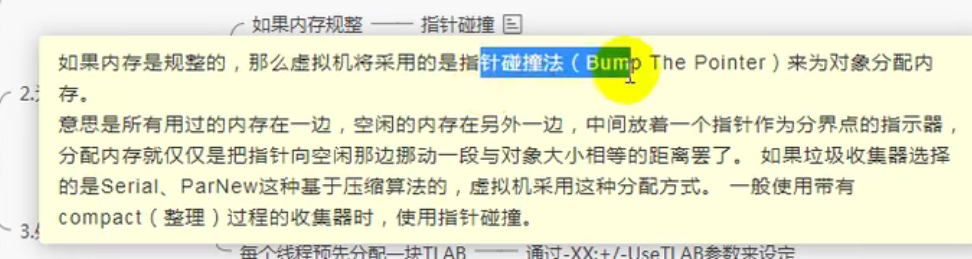 如果内存规整 指针碰撞
如果内存是规整的，那么虚拟机将采用的是指针碰撞法（Bump The Pointer）来为对象分配内
存。
意思是所有用过的内存在一边，空闲的内存在另外一边，中间放着一个指针作为分界点的指示器，
分配内存就仅仅是把指针向空闲那边挪动一段与对象大小相等的距离罢了。 如果垃圾收集器选择
的是Serial、ParNew这种基于压缩算法的，虚拟机采用这种分配方式。 一般使用带有
compact（整理）过程的收集器时，使用指针碰撞。
2.
3.
每个线程预先分配一块TLAB 通过-XX:+/-UseTLAB参数来设定